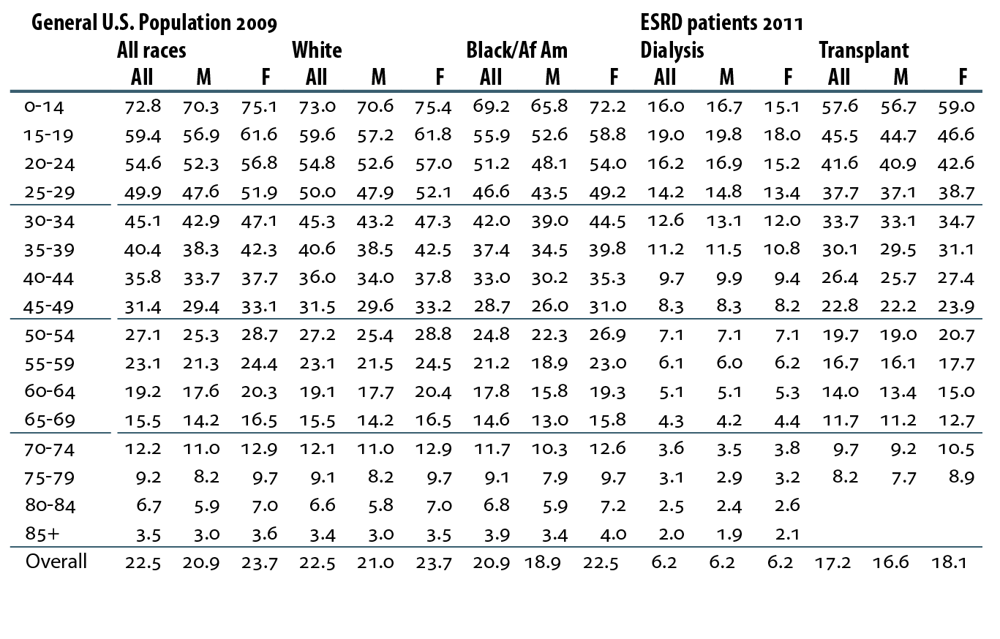 General U.S. Population 2009 ESRD patients 2011
All races White Black/Af Am Dialysis Transplant
All M F All M F All M F All M F All M F
0-14 72.8 70.3 75.1 73.0 70.6 75.4 69.2 65.8 72.2 16.0 16.7 15.1 57.6 56.7 59.0
15-19 59.4 56.9 61.6 59.6 57.2 61.8 55.9 52.6 58.8 19.0 19.8 18.0 45.5 44.7 46.6
20-24 54.6 52.3 56.8 54.8 52.6 57.0 51.2 48.1 54.0 16.2 16.9 15.2 41.6 40.9 42.6
25-29 49.9 47.6 51.9 50.0 47.9 52.1 46.6 43.5 49.2 14.2 14.8 13.4 37.7 37.1 38.7
30-34 45.1 42.9 47.1 45.3 43.2 47.3 42.0 39.0 44.5 12.6 13.1 12.0 33.7 33.1 34.7
35-39 40.4 38.3 42.3 40.6 38.5 42.5 37.4 34.5 39.8 11.2 11.5 10.8 30.1 29.5 31.1
40-44 35.8 33.7 37.7 36.0 34.0 37.8 33.0 30.2 35.3 9.7 9.9 9.4 26.4 25.7 27.4
45-49 31.4 29.4 33.1 31.5 29.6 33.2 28.7 26.0 31.0 8.3 8.3 8.2 22.8 22.2 23.9
50-54 27.1 25.3 28.7 27.2 25.4 28.8 24.8 22.3 26.9 7.1 7.1 7.1 19.7 19.0 20.7
55-59 23.1 21.3 24.4 23.1 21.5 24.5 21.2 18.9 23.0 6.1 6.0 6.2 16.7 16.1 17.7
60-64 19.2 17.6 20.3 19.1 17.7 20.4 17.8 15.8 19.3 5.1 5.1 5.3 14.0 13.4 15.0
65-69 15.5 14.2 16.5 15.5 14.2 16.5 14.6 13.0 15.8 4.3 4.2 4.4 11.7 11.2 12.7
70-74 12.2 11.0 12.9 12.1 11.0 12.9 11.7 10.3 12.6 3.6 3.5 3.8 9.7 9.2 10.5
75-79 9.2 8.2 9.7 9.1 8.2 9.7 9.1 7.9 9.7 3.1 2.9 3.2 8.2 7.7 8.9
80-84 6.7 5.9 7.0 6.6 5.8 7.0 6.8 5.9 7.2 2.5 2.4 2.6
85+ 3.5 3.0 3.6 3.4 3.0 3.5 3.9 3.4 4.0 2.0 1.9 2.1
Overall 22.5 20.9 23.7 22.5 21.0 23.7 20.9 18.9 22.5 6.2 6.2 6.2 17.2 16.6 18.1